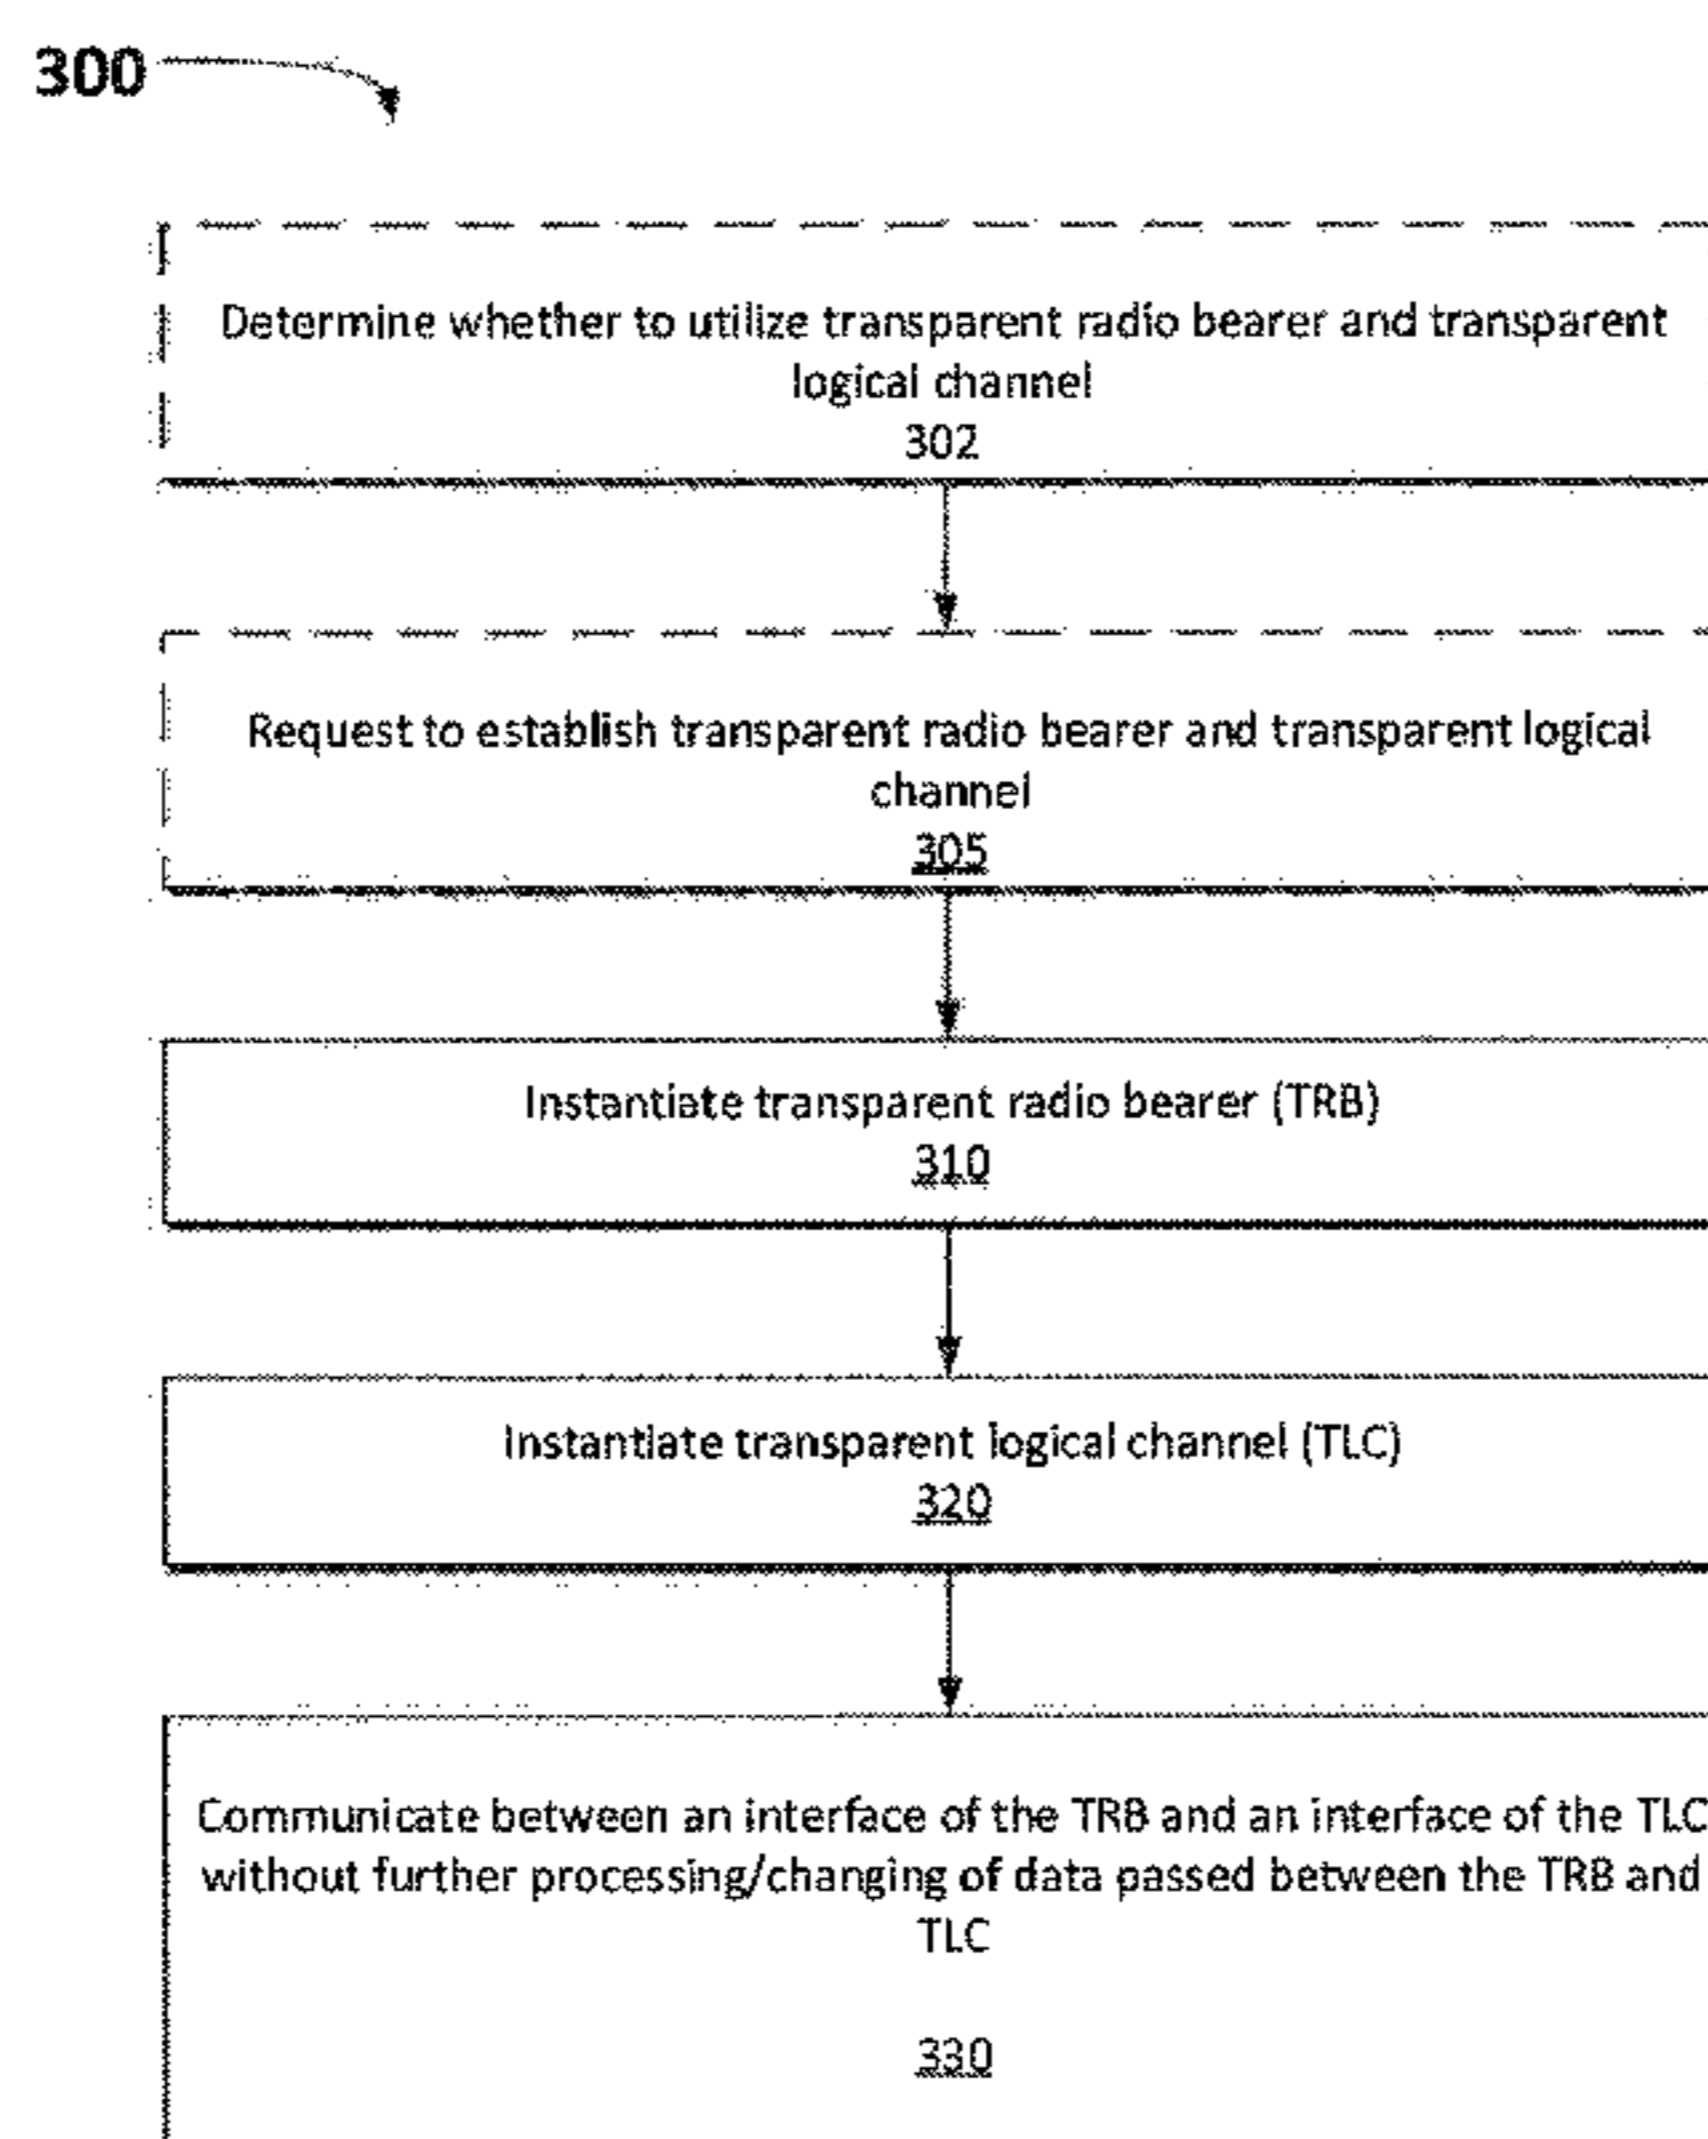 300
Determine whether to utilize transparent radio bearer and transparent
logical channel
302
Request to establish transparent radio bearer and transparent logical
channel
305
Instantiate transparent radio bearer (TRB)
310
Instantiate transparent logical channel (TLC)
320
Communicate between an interface of the TRB and an interface of the TLC
without further processing/changing of data passed between the TRB and
TLC
330